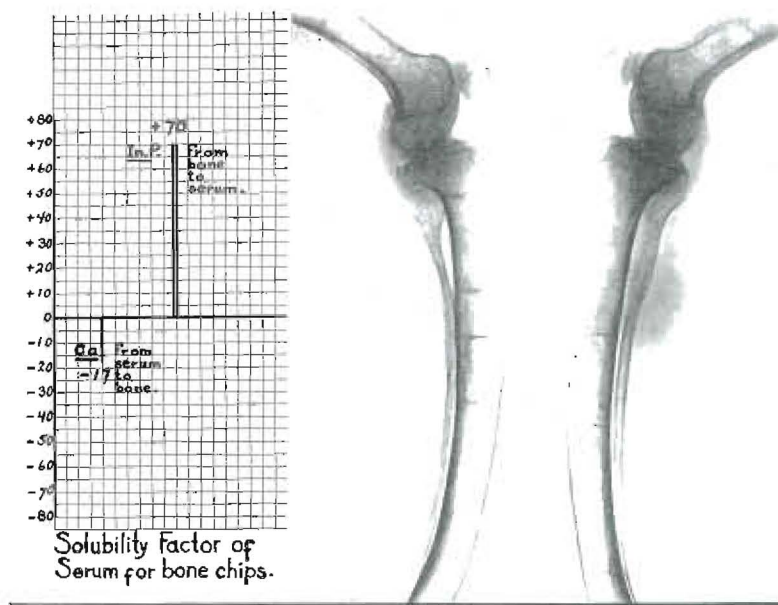 +80
+70
+60
+50
+40
+30
+20
+10
0
-10
-20
-30
-40
-50
-60
-70
-80
+70
In.P. From
bone
to
serum.
Ca From
serum
-17 to
bone.
Solubility Factor of
Serum for bone chips.